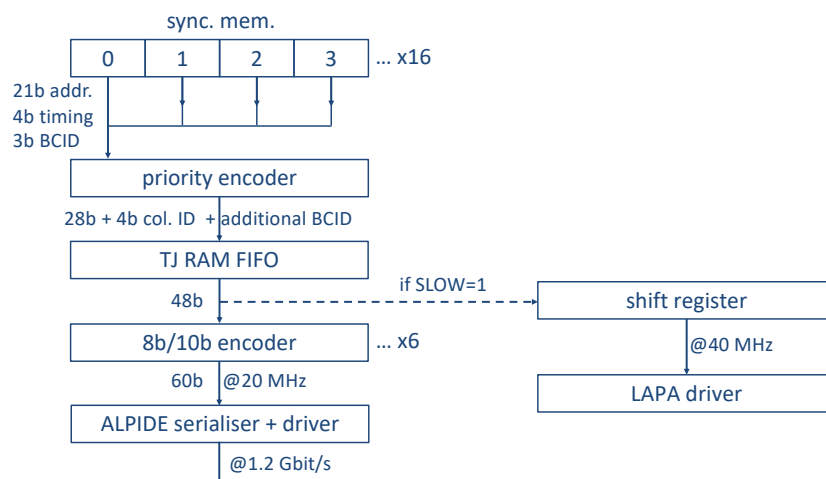 sync. mem.
0 1 2 3 ... x16
21b addr.
4b timing
3b BCID
priority encoder
28b + 4b col. ID + additional BCID
TJ RAM FIFO
if SLOW=1
48b
shift register
8b/10b encoder ... x6
@40 MHz
60b @20 MHz
LAPA driver
ALPIDE serialiser + driver
@1.2 Gbit/s